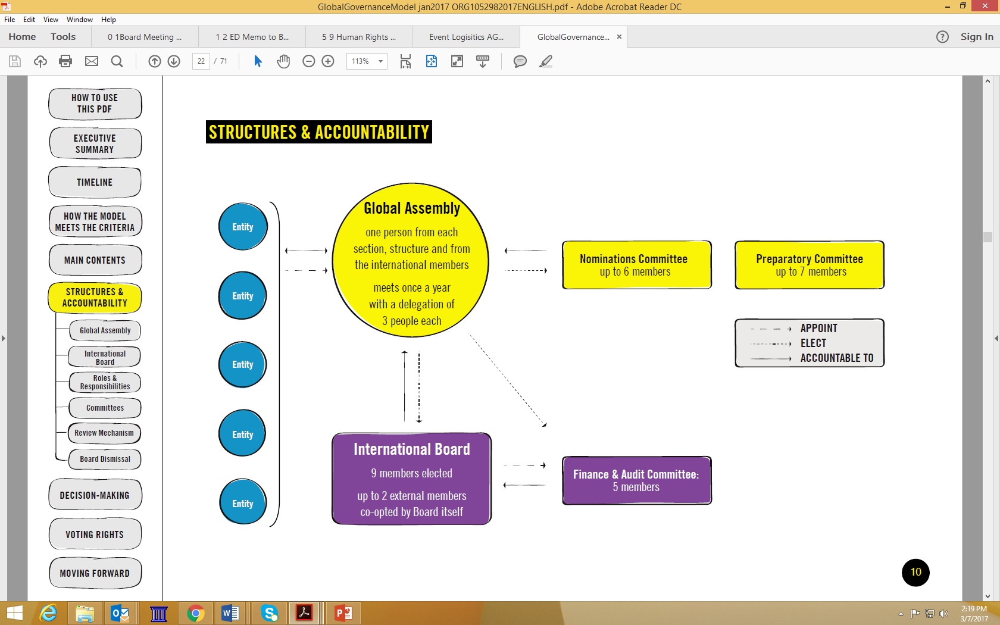 GlobalGovernanceModel jan2017 ORG1052982017ENGLISH.pdf - Adobe Acrobat Reader DC
File Edit View Window Help
Home Tools 0 1Board Meeting ... 1 2 ED Memo to B... 5 9 Human Rights ... Event Logisitics AG... GlobalGovernance... × ? Sign In
22 / 71 113%
HOW TO USE
THIS PDF
EXECUTIVE
SUMMARY
TIMELINE
HOW THE MODEL
MEETS THE CRITERIA
MAIN CONTENTS
STRUCTURES &
ACCOUNTABILITY
Global Assembly
International
Board
Roles &
Responsibilities
Committees
Review Mechanism
Board Dismissal
DECISION-MAKING
VOTING RIGHTS
MOVING FORWARD
STRUCTURES & ACCOUNTABILITY
Entity
Entity
Entity
Entity
Entity
Global Assembly
one person from each
section, structure and from
the international members
meets once a year
with a delegation of
3 people each
Nominations Committee
up to 6 members
Preparatory Committee
up to 7 members
APPOINT
ELECT
ACCOUNTABLE TO
International Board
9 members elected
up to 2 external members
co-opted by Board itself
Finance & Audit Committee:
5 members
10
2:19 PM
3/7/2017